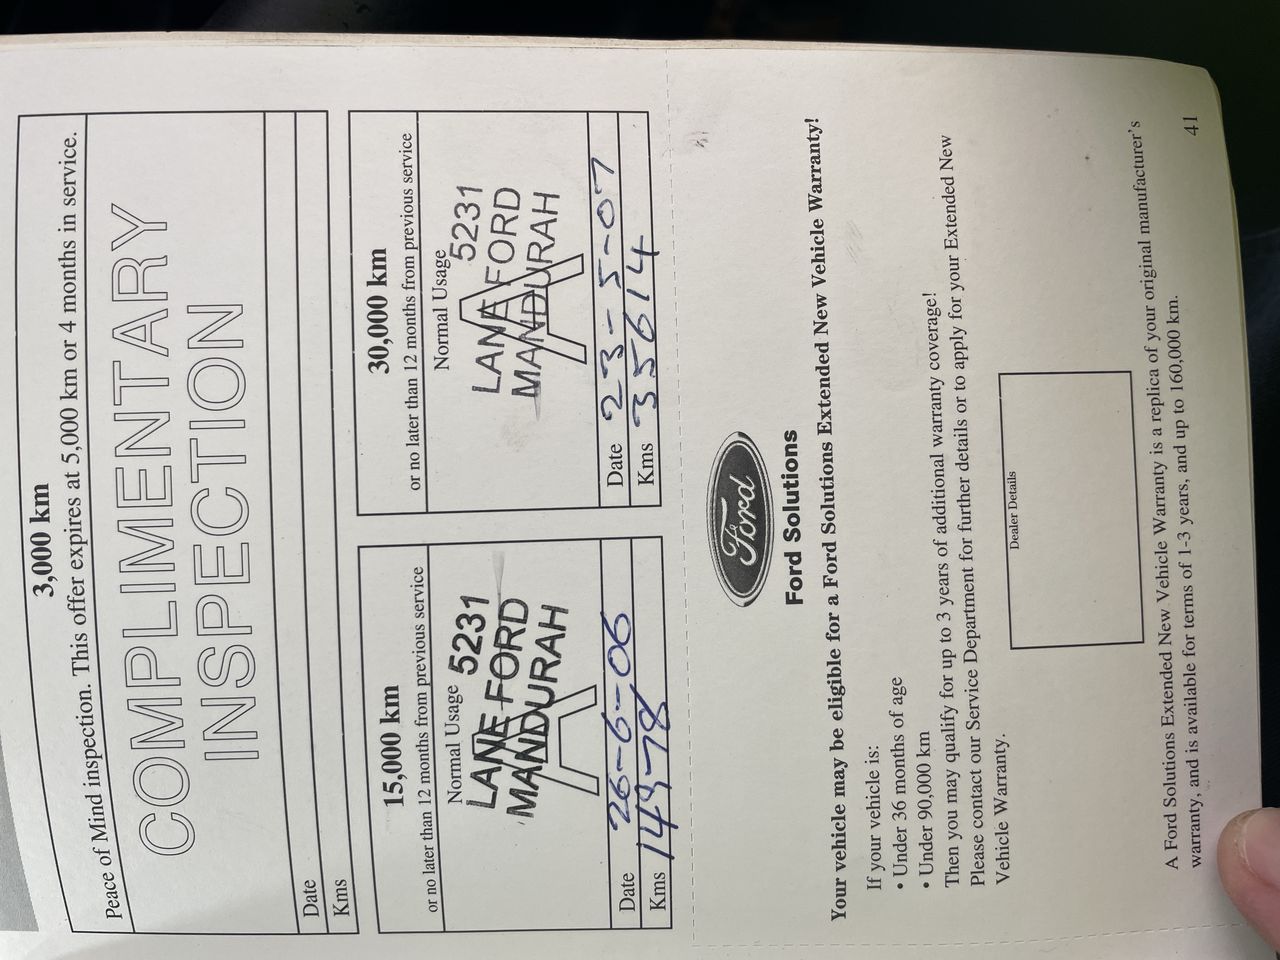 3,000 km
Peace of Mind inspection. This offer expires at 5,000 km or 4 months in service.
COMPLIMENTARY
INSPECTION
Date
Kms
15,000 km
or no later than 12 months from previous service
Normal Usage 5231
LANE FORD
MANDURAH
A
Date 26-6-06
Kms 14978
30,000 km
or no later than 12 months from previous service
Normal Usage
5231
LANE FORD
MANDURAH
A
Date 23-5-07
Kms 35614
Ford
Ford Solutions
Your vehicle may be eligible for a Ford Solutions Extended New Vehicle Warranty!
If your vehicle is:
• Under 36 months of age
• Under 90,000 km
Then you may qualify for up to 3 years of additional warranty coverage!
Please contact our Service Department for further details or to apply for your Extended New
Vehicle Warranty.
Dealer Details
A Ford Solutions Extended New Vehicle Warranty is a replica of your original manufacturer's
warranty, and is available for terms of 1-3 years, and up to 160,000 km.
41